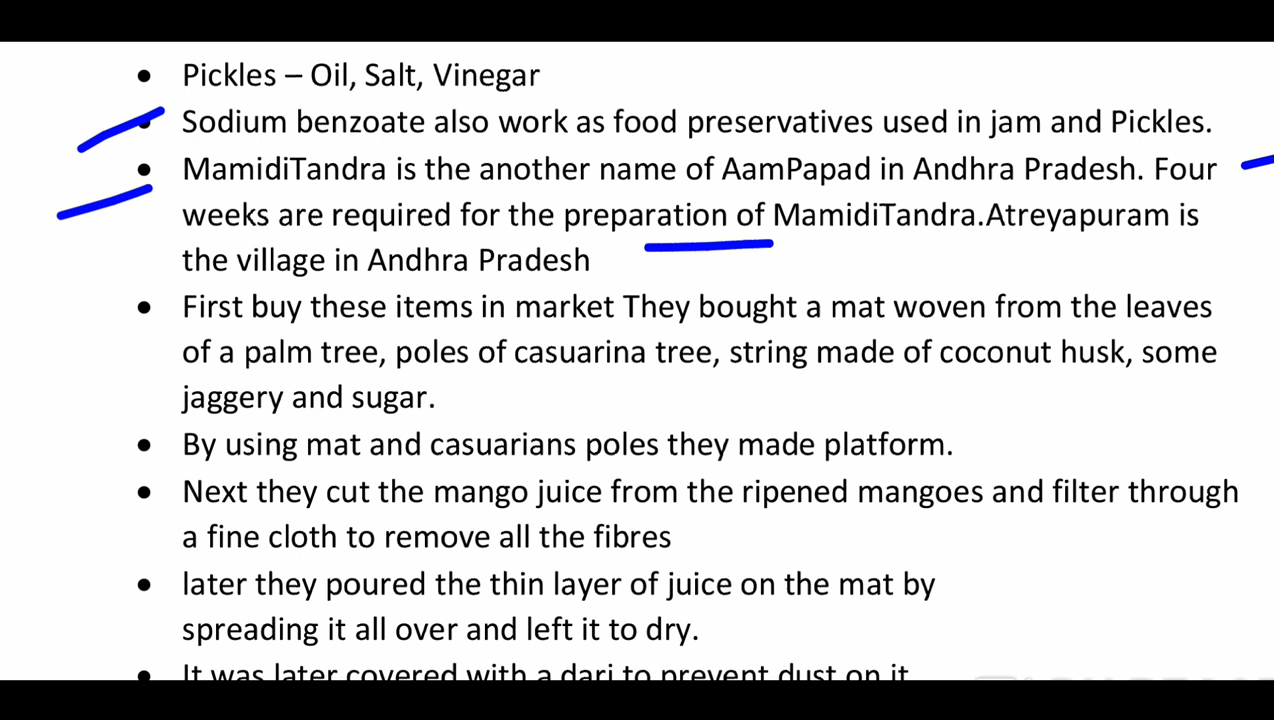 • Pickles – Oil, Salt, Vinegar
• Sodium benzoate also work as food preservatives used in jam and Pickles.
• MamidiTandra is the another name of AamPapad in Andhra Pradesh. Four
weeks are required for the preparation of MamidiTandra.Atreyapuram is
the village in Andhra Pradesh
• First buy these items in market They bought a mat woven from the leaves
of a palm tree, poles of casuarina tree, string made of coconut husk, some
jaggery and sugar.
• By using mat and casuarians poles they made platform.
• Next they cut the mango juice from the ripened mangoes and filter through
a fine cloth to remove all the fibres
• later they poured the thin layer of juice on the mat by
spreading it all over and left it to dry.
• It was later covered with a dari to prevent dust on it